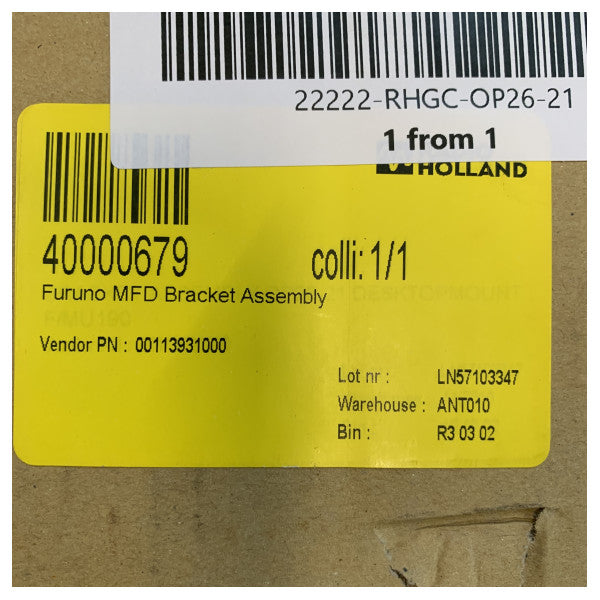 22222-RHGC-OP26-21
1 from 1
HOLLAND
40000679
colli: 1/1
Furuno MFD Bracket Assembly
DESKTOPMOUNT
Vendor PN : 00113931000
Lot nr : LN57103347
Warehouse : ANT010
Bin : R3 03 02